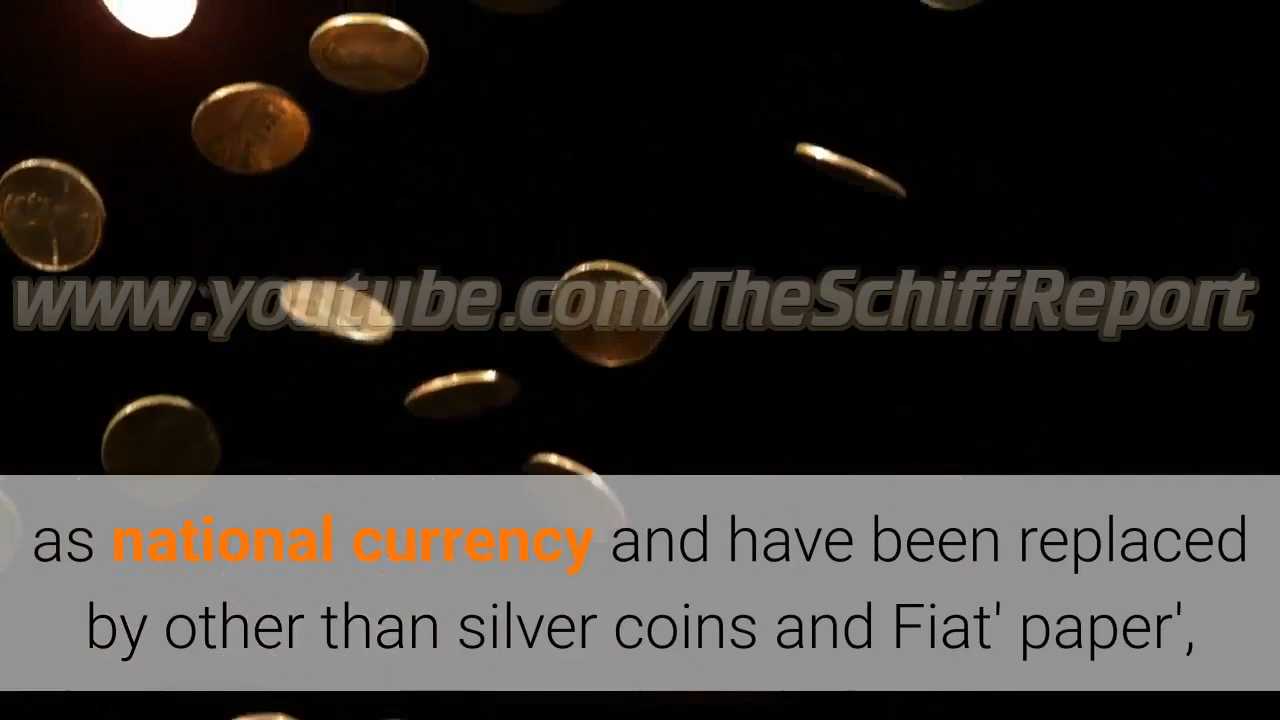 www.youtube.com/TheSchiffReport
as national currency and have been replaced
by other than silver coins and Fiat' paper',